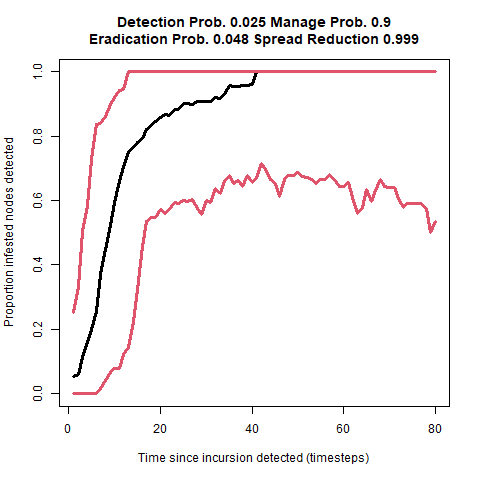 Detection Prob. 0.025 Manage Prob. 0.9
Eradication Prob. 0.048 Spread Reduction 0.999
Proportion infested nodes detected
1.0
0.8
0.6
0.4
0.2
0.0
0 20 40 60 80
Time since incursion detected (timesteps)